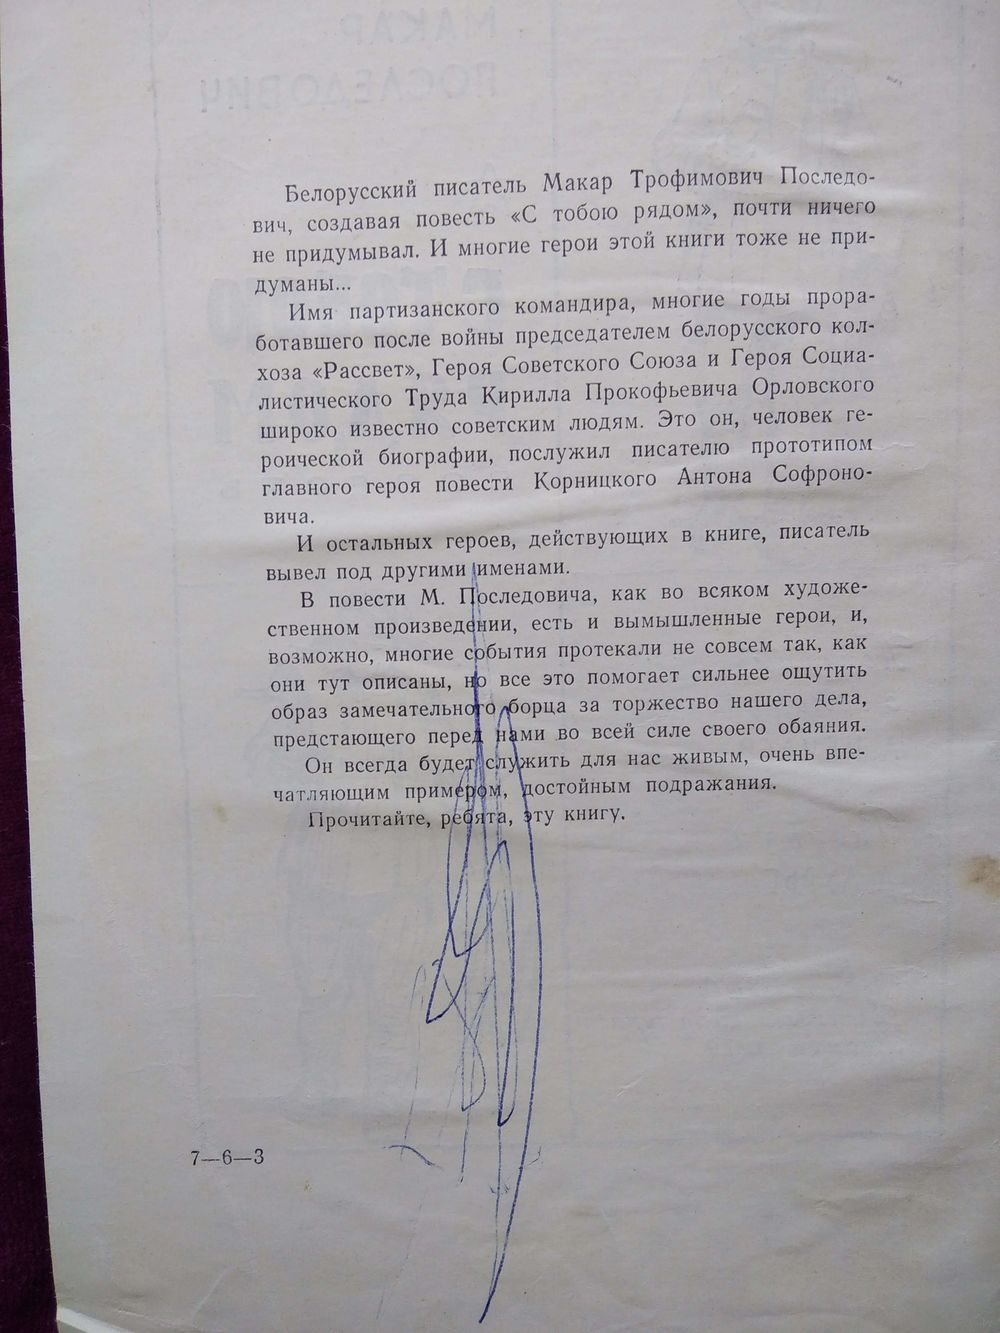 Белорусский писатель Макар Трофимович Последо-
вич, создавая повесть «С тобою рядом», почти ничего
не придумывал. И многие герои этой книги тоже не при-
думаны...
Имя партизанского командира, многие годы прора-
ботавшего после войны председателем белорусского кол-
хоза «Рассвет», Героя Советского Союза и Героя Социа-
листического Труда Кирилла Прокофьевича Орловского
широко известно советским людям. Это он, человек ге-
роической биографии, послужил писателю прототипом
главного героя повести Корницкого Антона Софроно-
вича.
И остальных героев, действующих в книге, писатель
вывел под другими именами.
В повести М. Последовича, как во всяком художе-
ственном произведении, есть и вымышленные герои, и,
возможно, многие события протекали не совсем так, как
они тут описаны, но все это помогает сильнее ощутить
образ замечательного борца за торжество нашего дела,
предстающего перед нами во всей силе своего обаяния.
Он всегда будет служить для нас живым, очень впе-
чатляющим примером, достойным подражания.
Прочитайте, ребята, эту книгу.
7—6—3